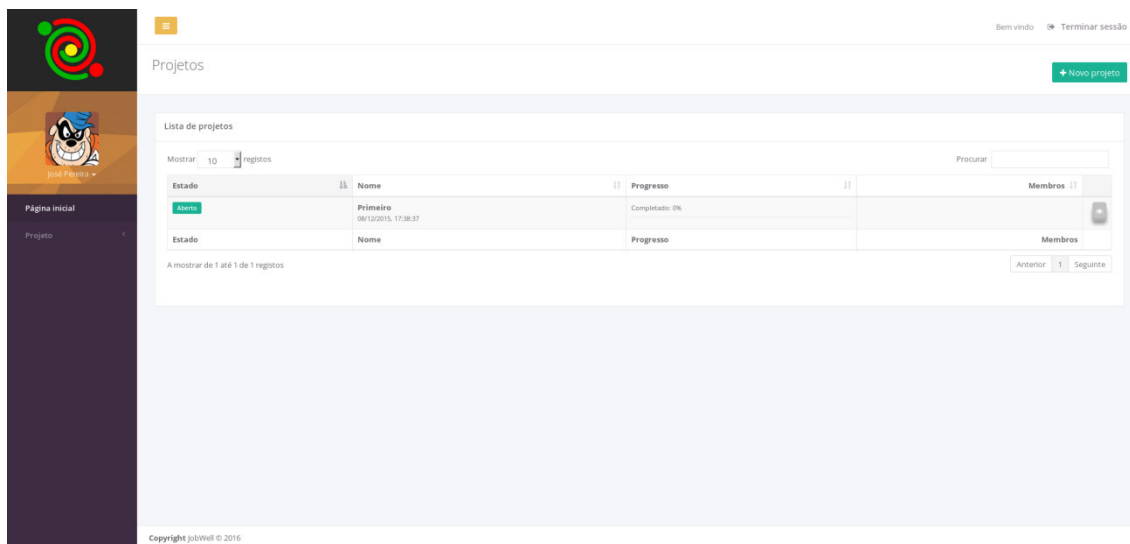 Bem vindo Terminar sessão
Projetos
Novo projeto
José Pereira
Página inicial
Projeto
Lista de projetos
Mostrar 10 registos Procurar
Estado Nome Progresso Membros
Aberto Primeiro Completado: 0%
08/12/2015, 17:38:37
Estado Nome Progresso Membros
A mostrar de 1 até 1 de 1 registos Anterior 1 Seguinte
Copyright JobWell © 2016